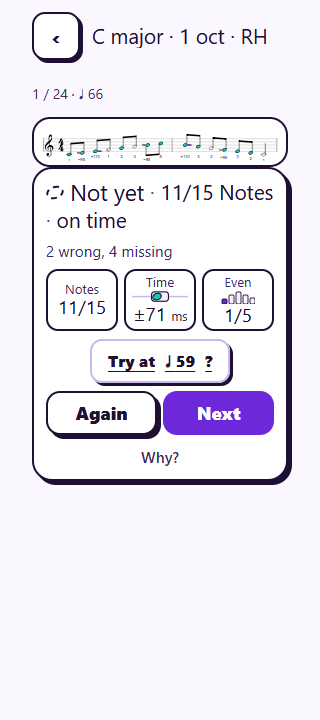 ‹ C major · 1 oct · RH
1 / 24 · ♩ 66
Not yet · 11/15 Notes
· on time
2 wrong, 4 missing
Notes
11/15
Time
±71 ms
Even
1/5
Try at ♩ 59 ?
Again
Next
Why?